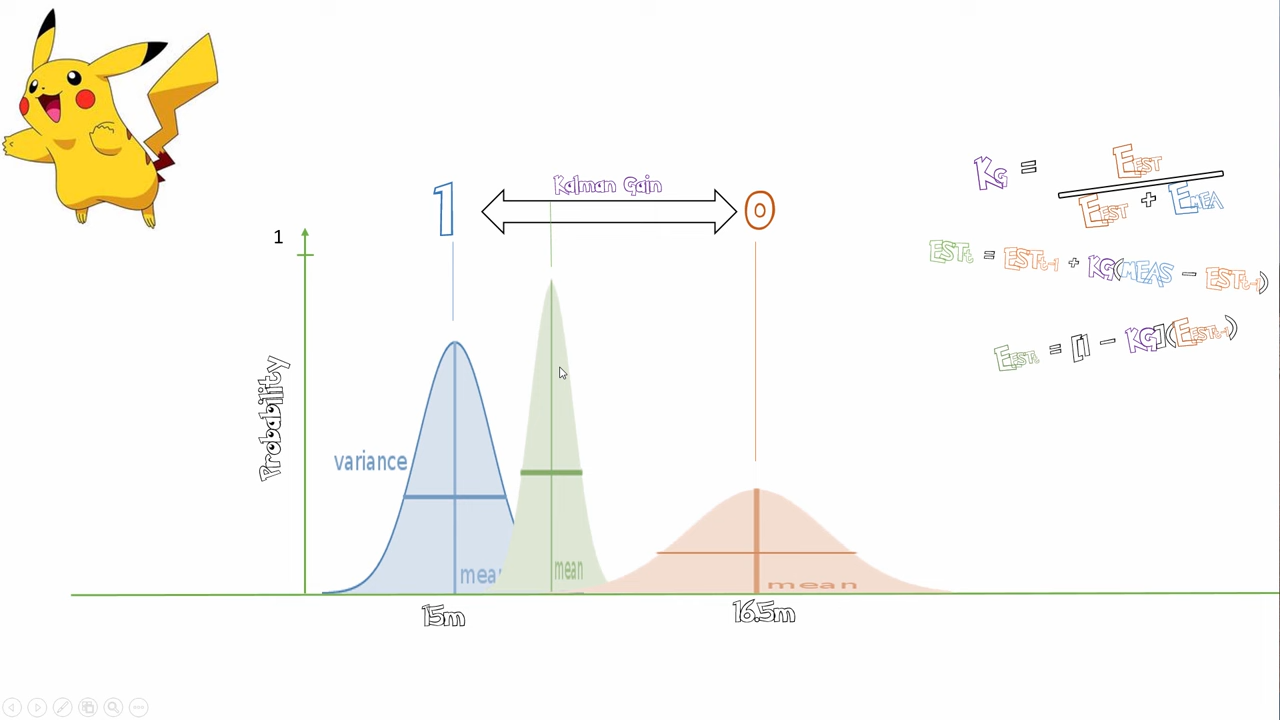 Kalman Gain
1
0
1
Probability
variance
mean
mean
mean
15m
16.5m
KG = EEST / EEST + EMEA
ESTt = ESTt-1 + KG(MEAS - ESTt-1)
EESTt = [1 - KG](EESTt-1)